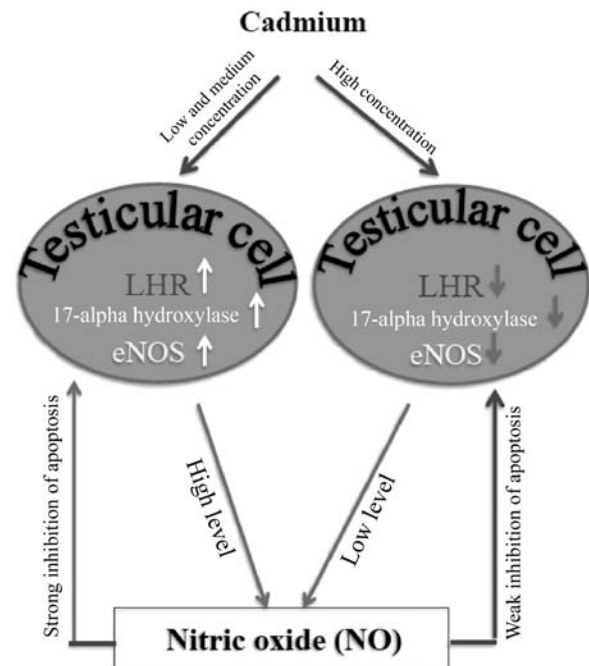 Cadmium
Low and medium
concentration
High concentration
Testicular cell
LHR
17-alpha hydroxylase
eNOS
Testicular cell
LHR
17-alpha hydroxylase
eNOS
Strong inhibition of apoptosis
High level
Low level
Weak inhibition of apoptosis
Nitric oxide (NO)